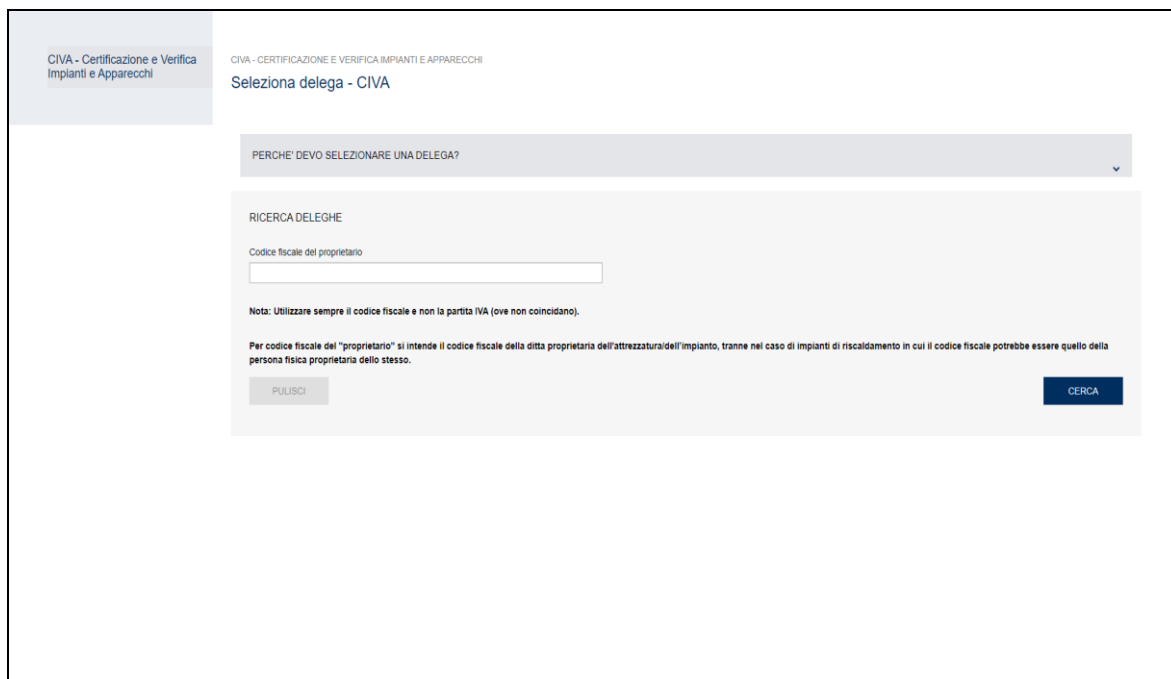 CIVA - Certificazione e Verifica
Impianti e Apparecchi
CIVA - CERTIFICAZIONE E VERIFICA IMPIANTI E APPARECCHI
Seleziona delega - CIVA
PERCHE' DEVO SELEZIONARE UNA DELEGA?
RICERCA DELEGHE
Codice fiscale del proprietario
Nota: Utilizzare sempre il codice fiscale e non la partita IVA (ove non coincidano).
Per codice fiscale del "proprietario" si intende il codice fiscale della ditta proprietaria dell'attrezzatura/dell'impianto, tranne nel caso di impianti di riscaldamento in cui il codice fiscale potrebbe essere quello della
persona fisica proprietaria dello stesso.
PULISCI
CERCA